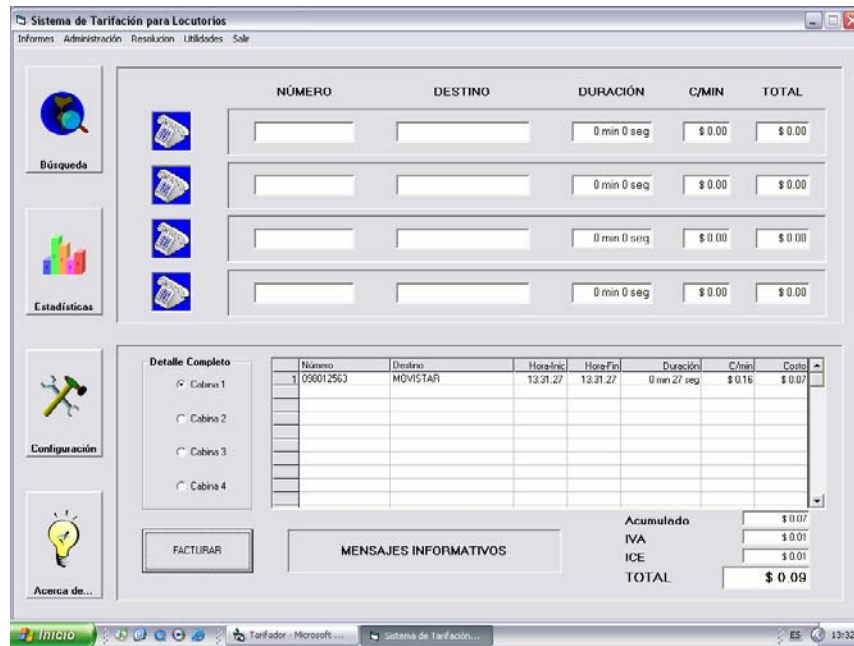 Sistema de Tarifación para Locutorios
Informes Administración Resolucion Utilidades Salir
NÚMERO DESTINO DURACIÓN C/MIN TOTAL
0 min 0 seg $ 0.00 $ 0.00
Búsqueda
0 min 0 seg $ 0.00 $ 0.00
0 min 0 seg $ 0.00 $ 0.00
0 min 0 seg $ 0.00 $ 0.00
Estadísticas
Detalle Completo
Cabina 1
Cabina 2
Cabina 3
Cabina 4
Número Destino Hora-Inic Hora-Fin Duración C/min Costo
1 098012563 MOVISTAR 13:31:27 13:31:27 0 min 27 seg $ 0.16 $ 0.07
Configuración
Acumulado $ 0.07
IVA $ 0.01
ICE $ 0.01
TOTAL $ 0.09
FACTURAR
MENSAJES INFORMATIVOS
Acerca de...
Inicio Tarifador - Microsoft ... Sistema de Tarifación... ES 13:32